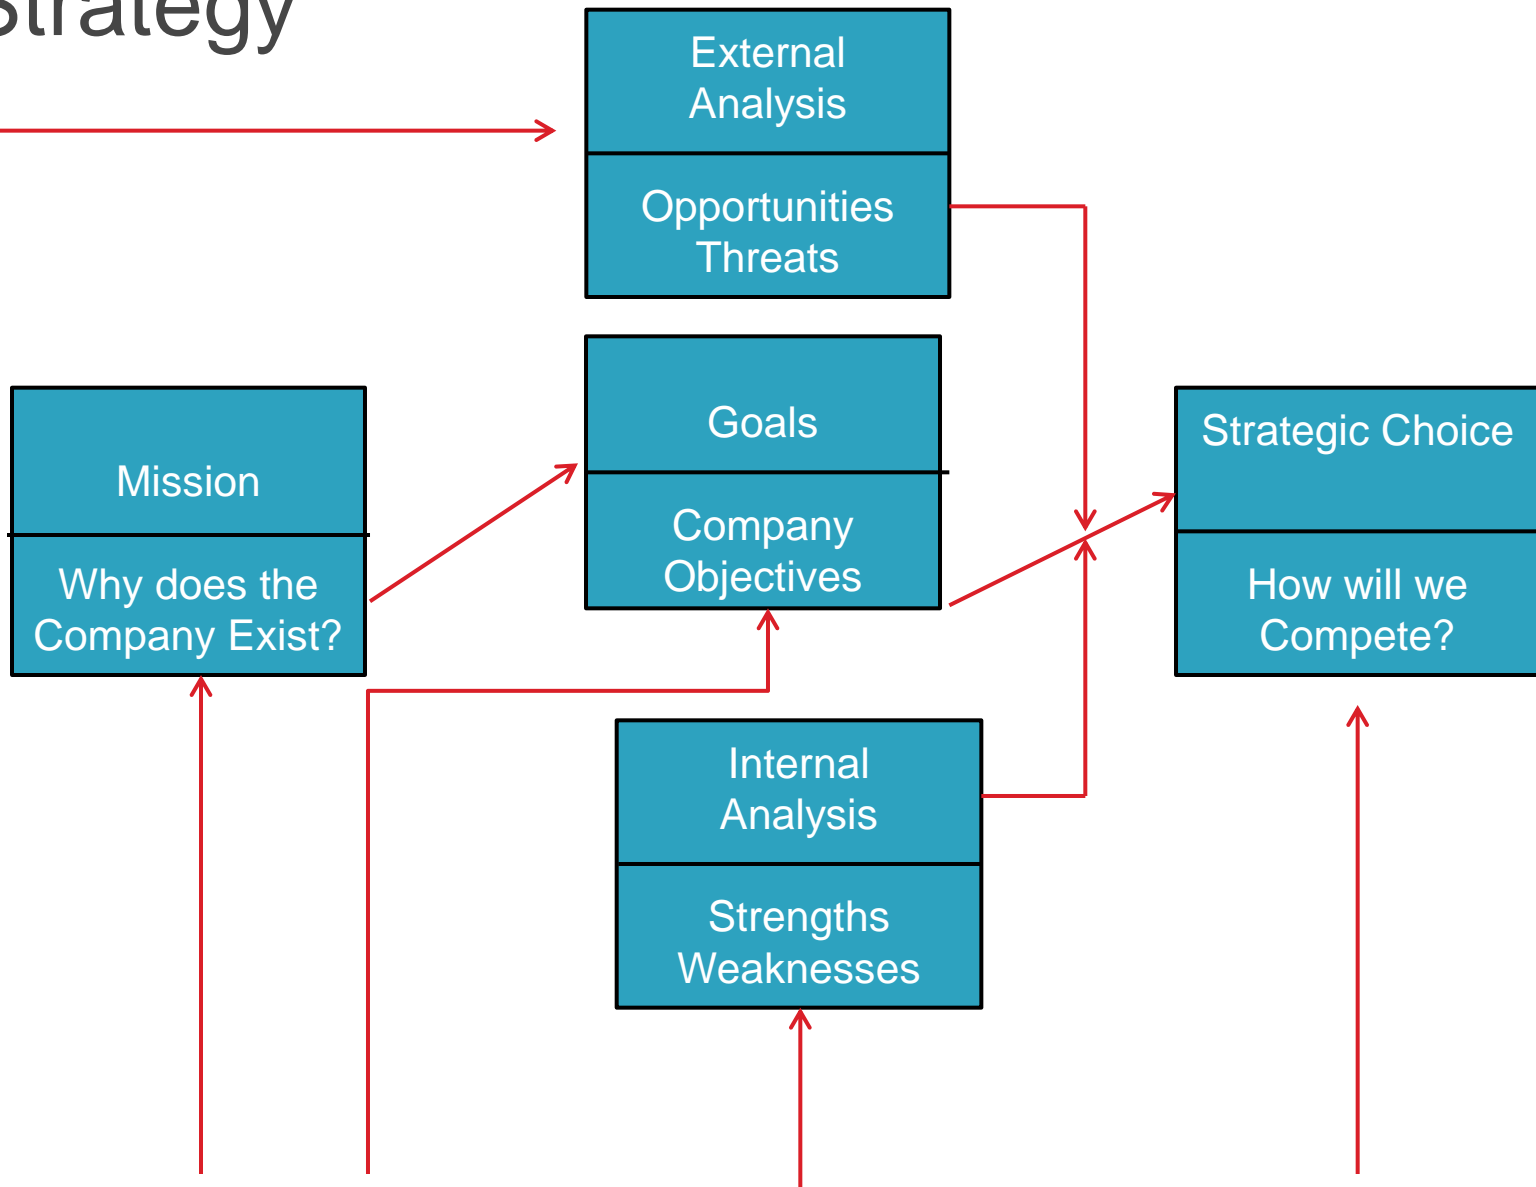 Strategy
External
Analysis
Opportunities
Threats
Goals
Company
Objectives
Mission
Why does the
Company Exist?
Strategic Choice
How will we
Compete?
Internal
Analysis
Strengths
Weaknesses